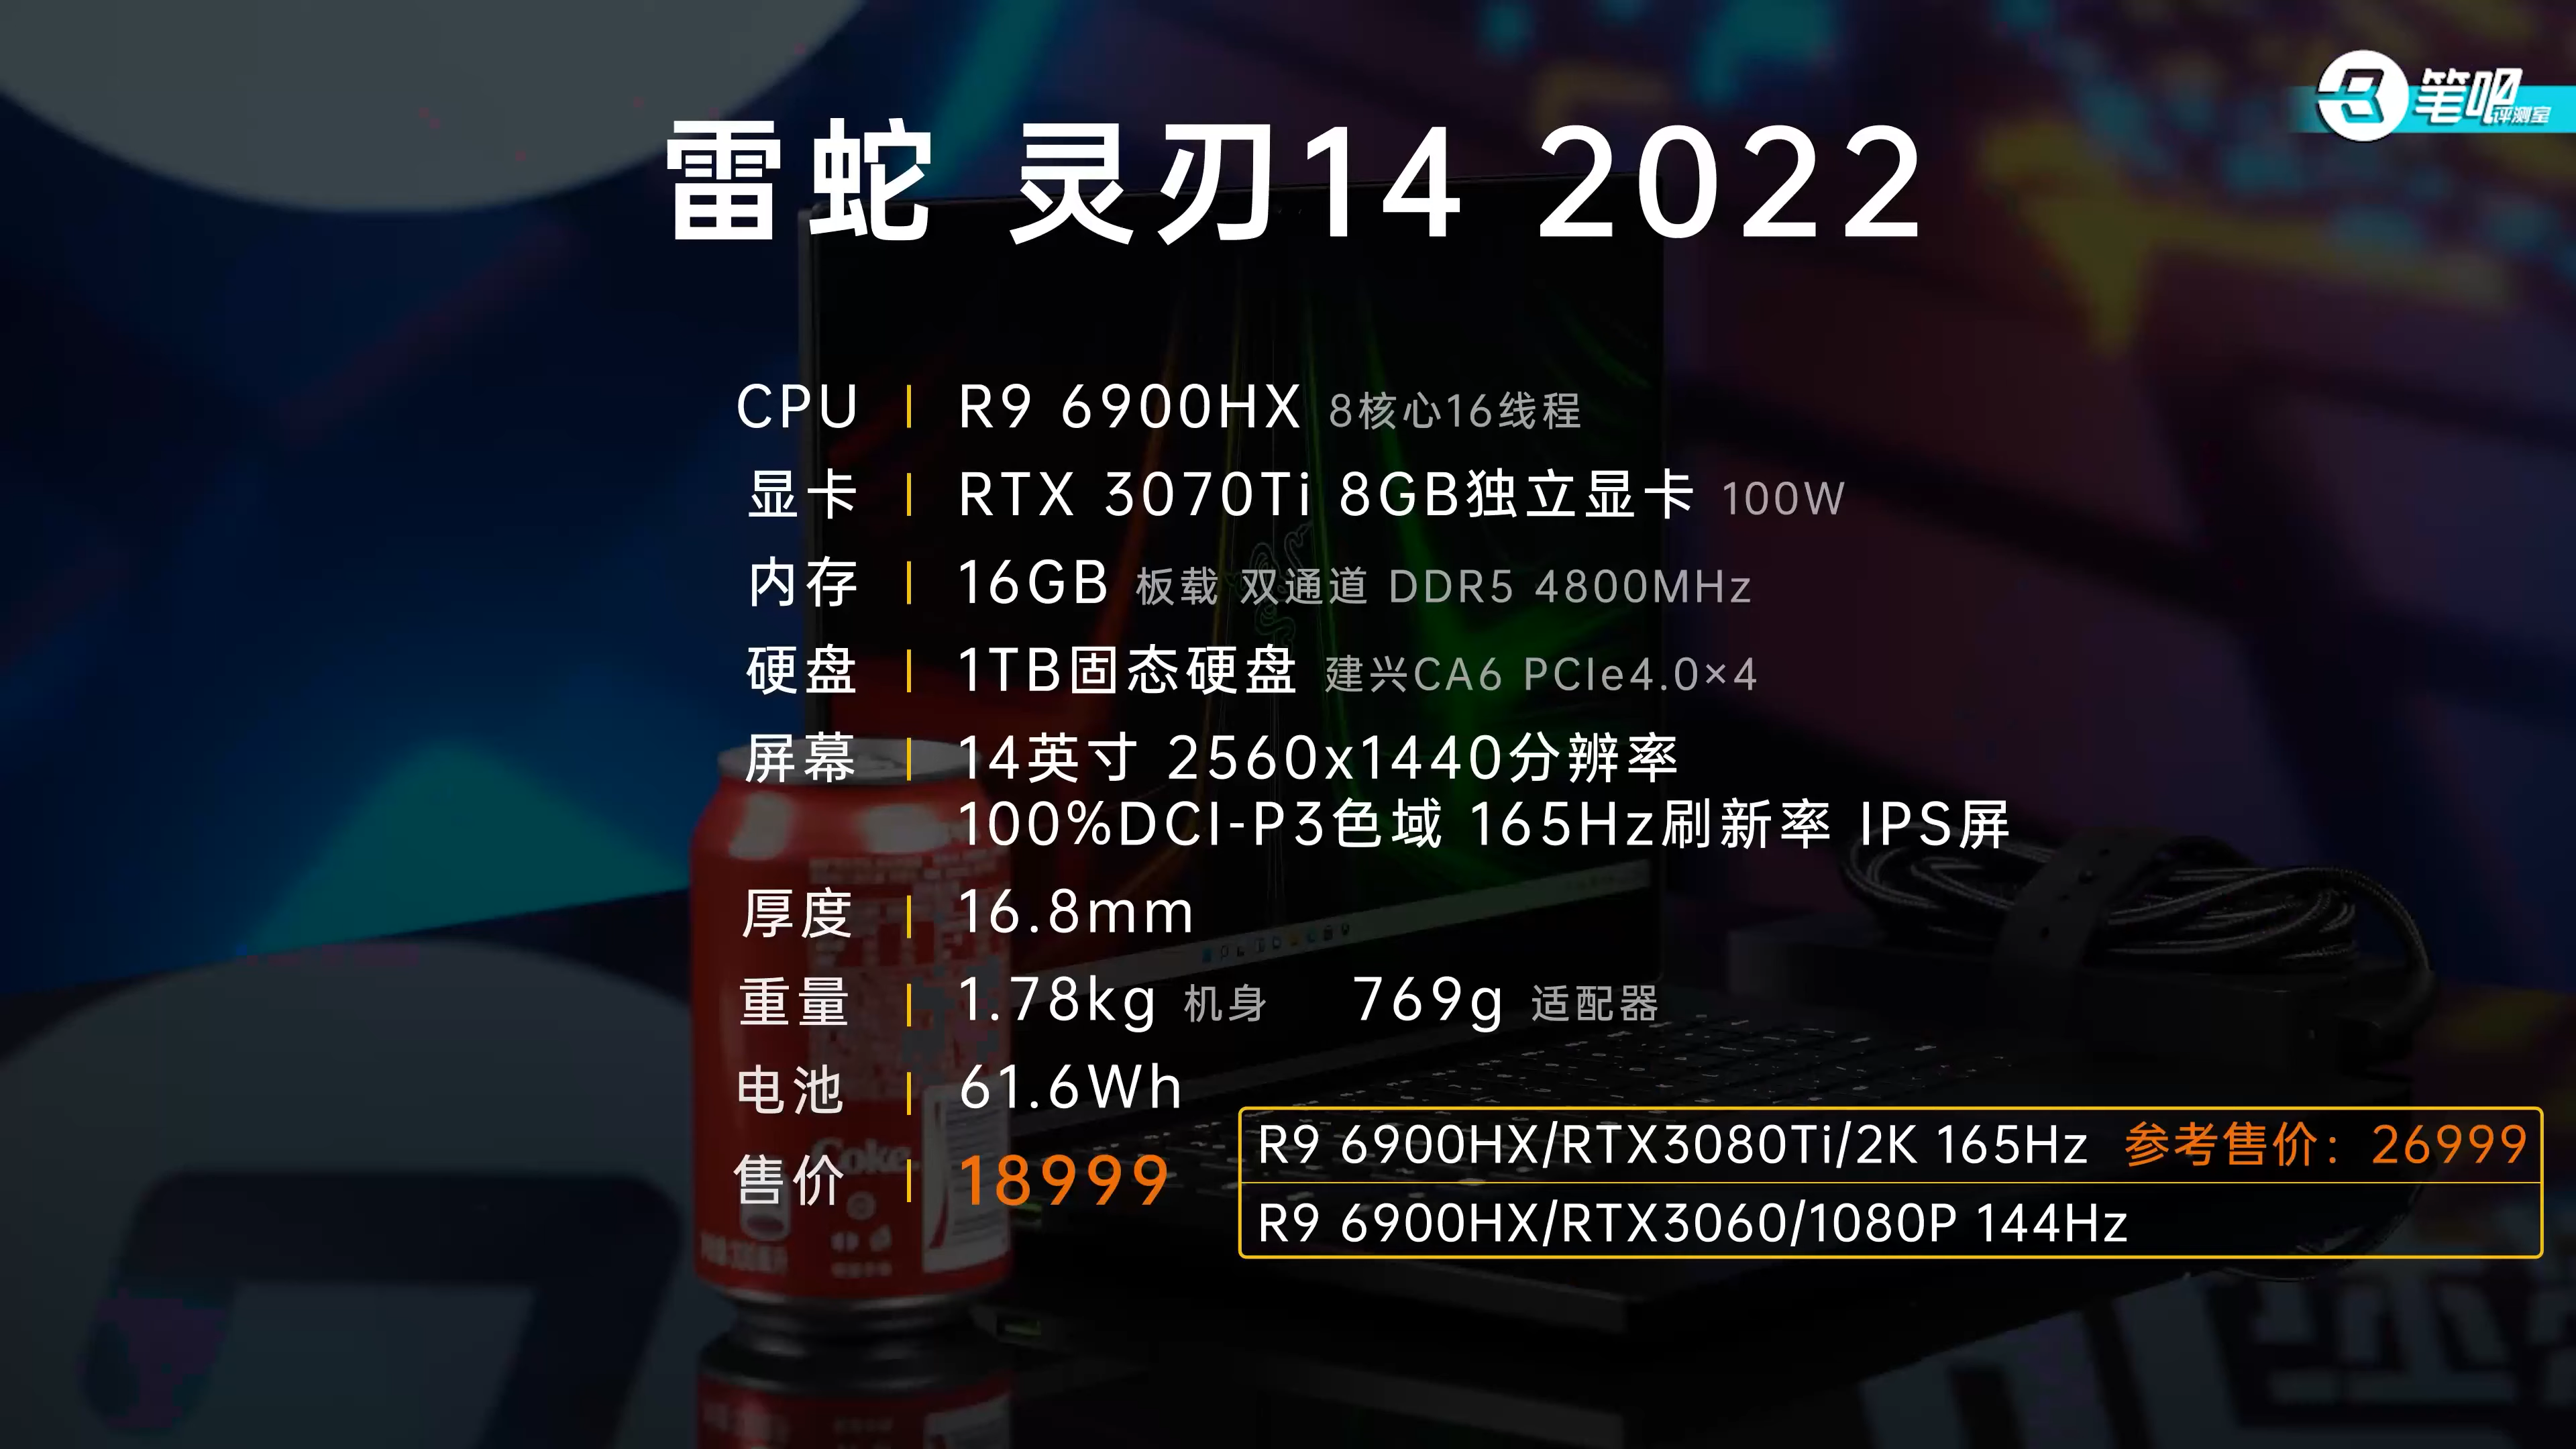 笔吧评测室
雷蛇 灵刃14 2022
CPU | R9 6900HX 8核心16线程
显卡 | RTX 3070Ti 8GB独立显卡 100W
内存 | 16GB 板载 双通道 DDR5 4800MHz
硬盘 | 1TB固态硬盘 建兴CA6 PCIe4.0×4
屏幕 | 14英寸 2560x1440分辨率
100%DCI-P3色域 165Hz刷新率 IPS屏
厚度 | 16.8mm
重量 | 1.78kg 机身 769g 适配器
电池 | 61.6Wh
售价 | 18999
R9 6900HX/RTX3080Ti/2K 165Hz 参考售价：26999
R9 6900HX/RTX3060/1080P 144Hz
Coke